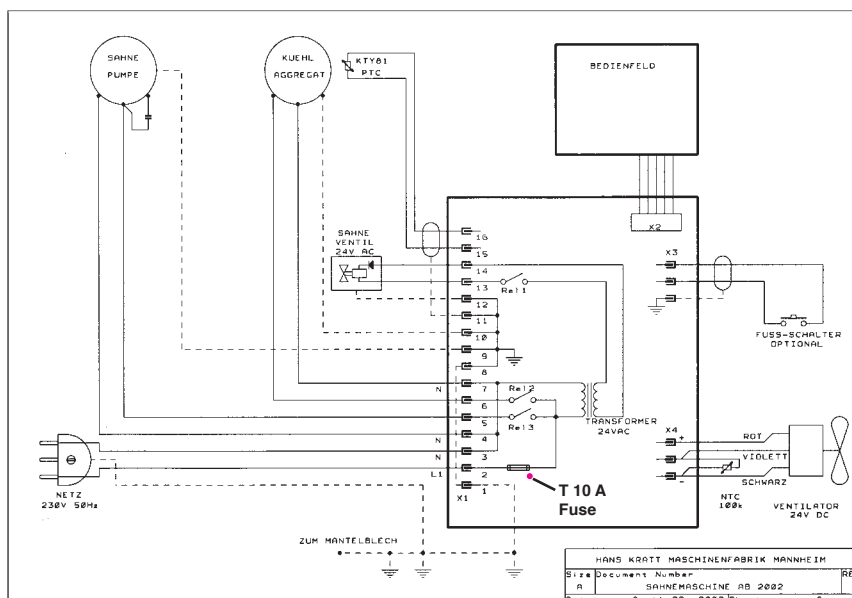 SAHNE
PUMPE
KUEHL
AGGREGAT
KTY81
PTC
BEDIENFELD
X2
SAHNE
VENTIL
24V AC
16
15
14
13
12
11
10
9
8
7
6
5
4
3
2
1
X1
Rel1
Rel2
Rel3
N
N
N
L1
TRANSFORMER
24VAC
X3
FUSS-SCHALTER
OPTIONAL
X4
+
-
ROT
VIOLETT
SCHWARZ
NTC
100k
VENTILATOR
24V DC
NETZ
230V 50Hz
T 10 A
Fuse
ZUM MANTELBLECH
HANS KRATT MASCHINENFABRIK MANNHEIM
Size Document Number
A SAHNEMASCHINE AB 2002